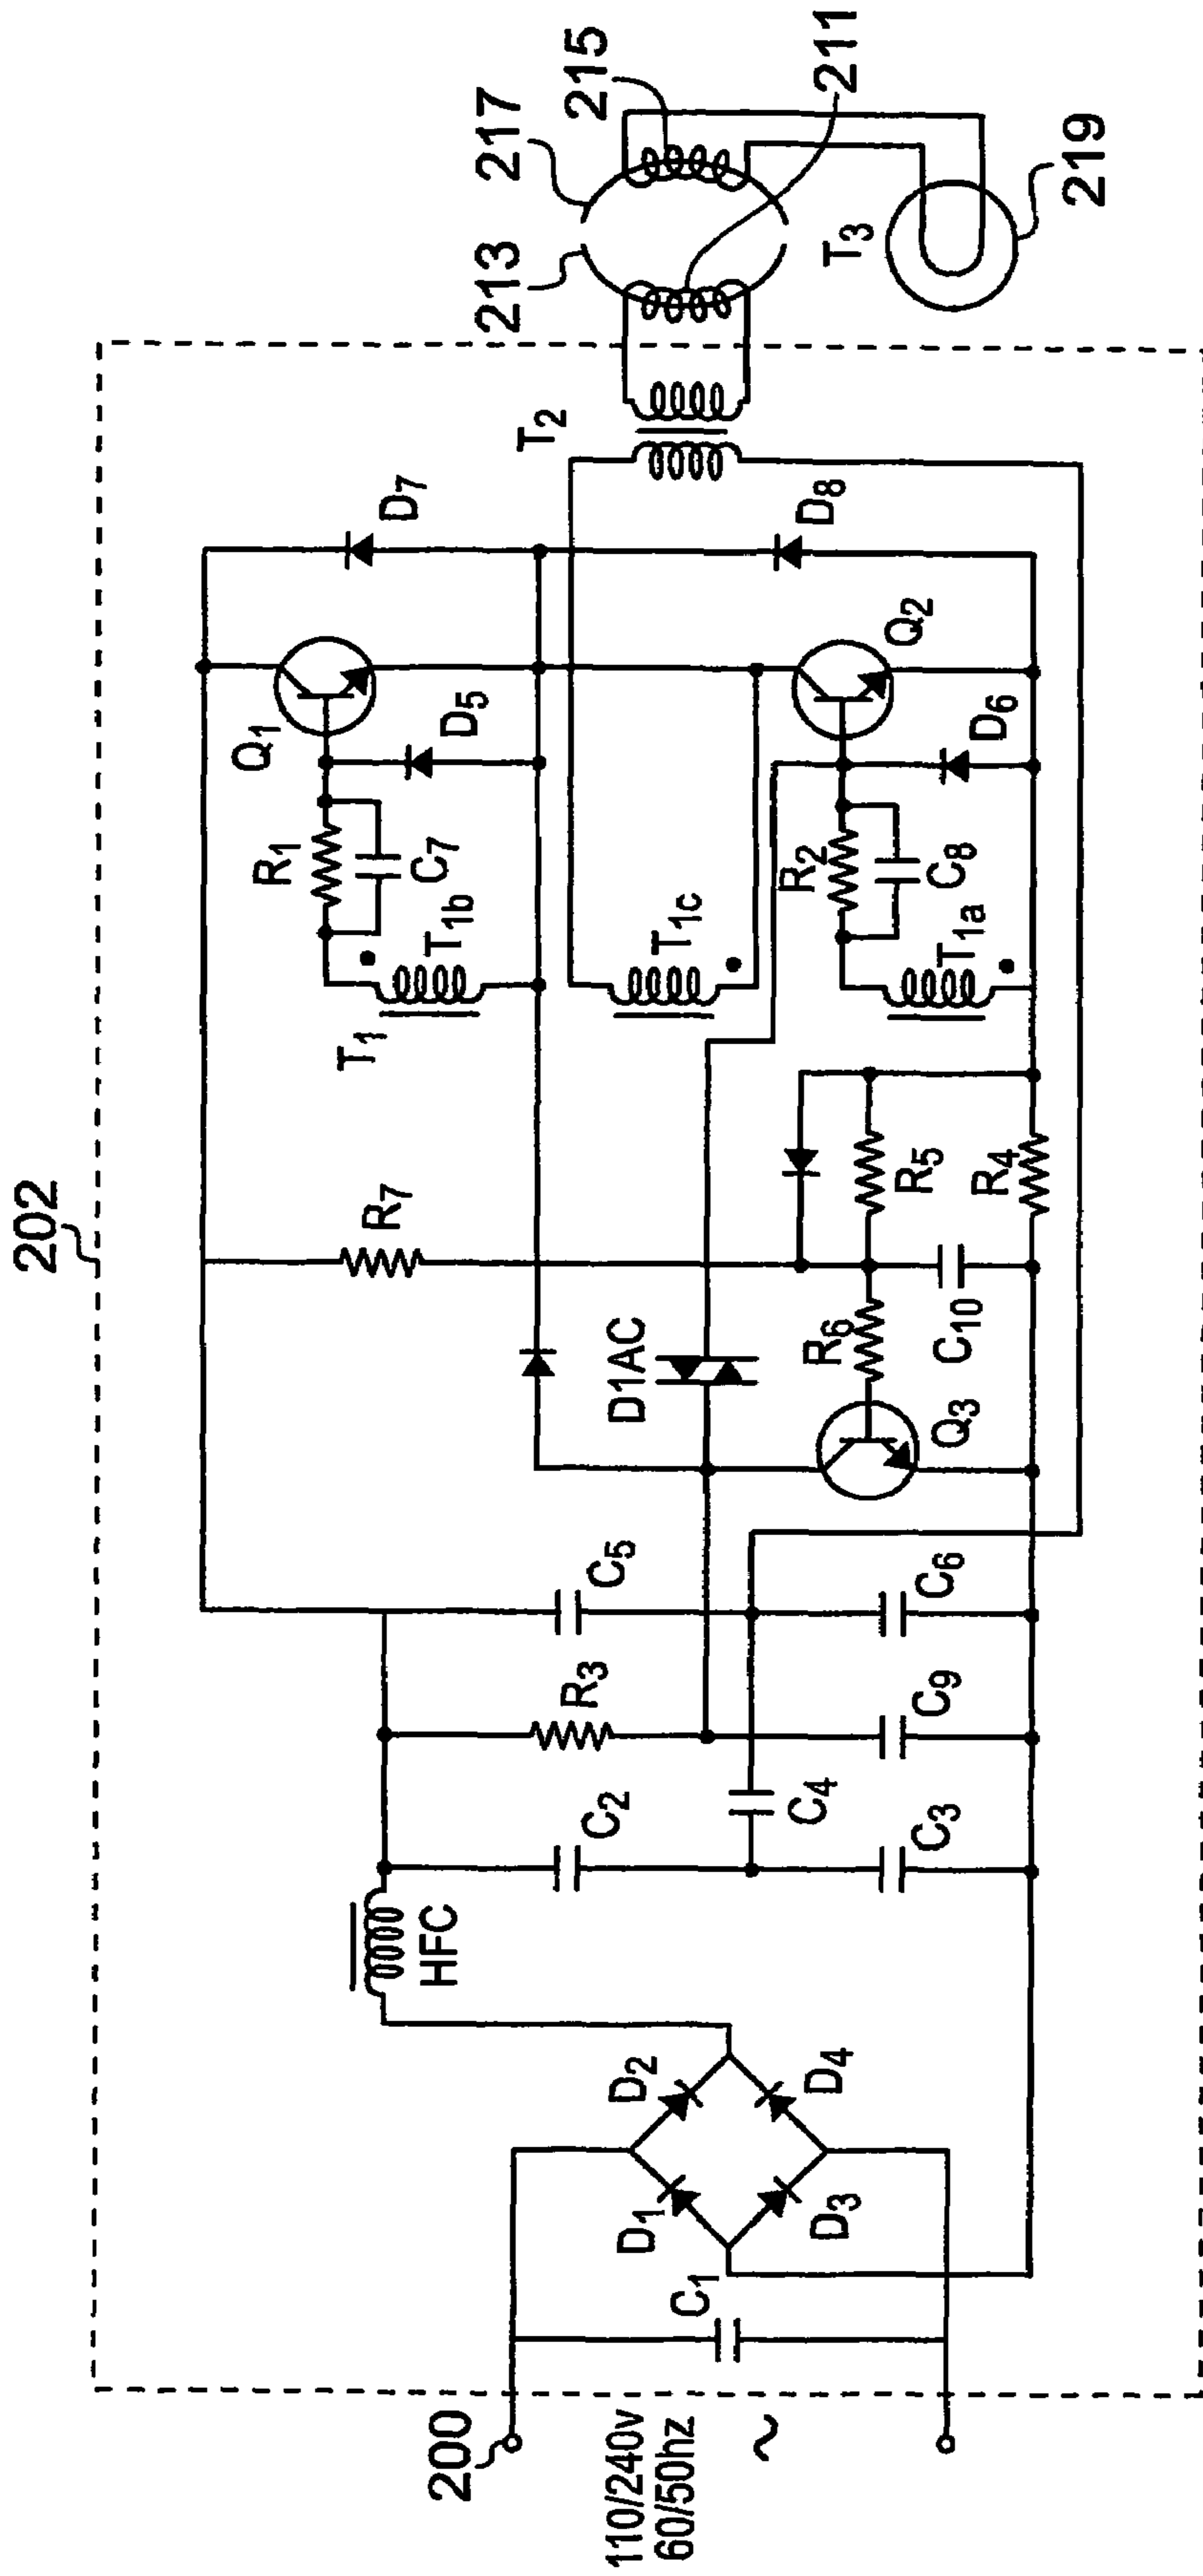 202
200
110/240v
60/50hz
~
C1
D1
D2
D3
D4
HFC
C2
C3
C4
R3
C9
C5
C6
D1AC
Q3
R6
C10
R7
R5
R4
T1
T1b
T1c
T1a
R1
C7
R2
C8
Q1
D5
Q2
D6
D7
D8
T2
213
217
215
211
T3
219